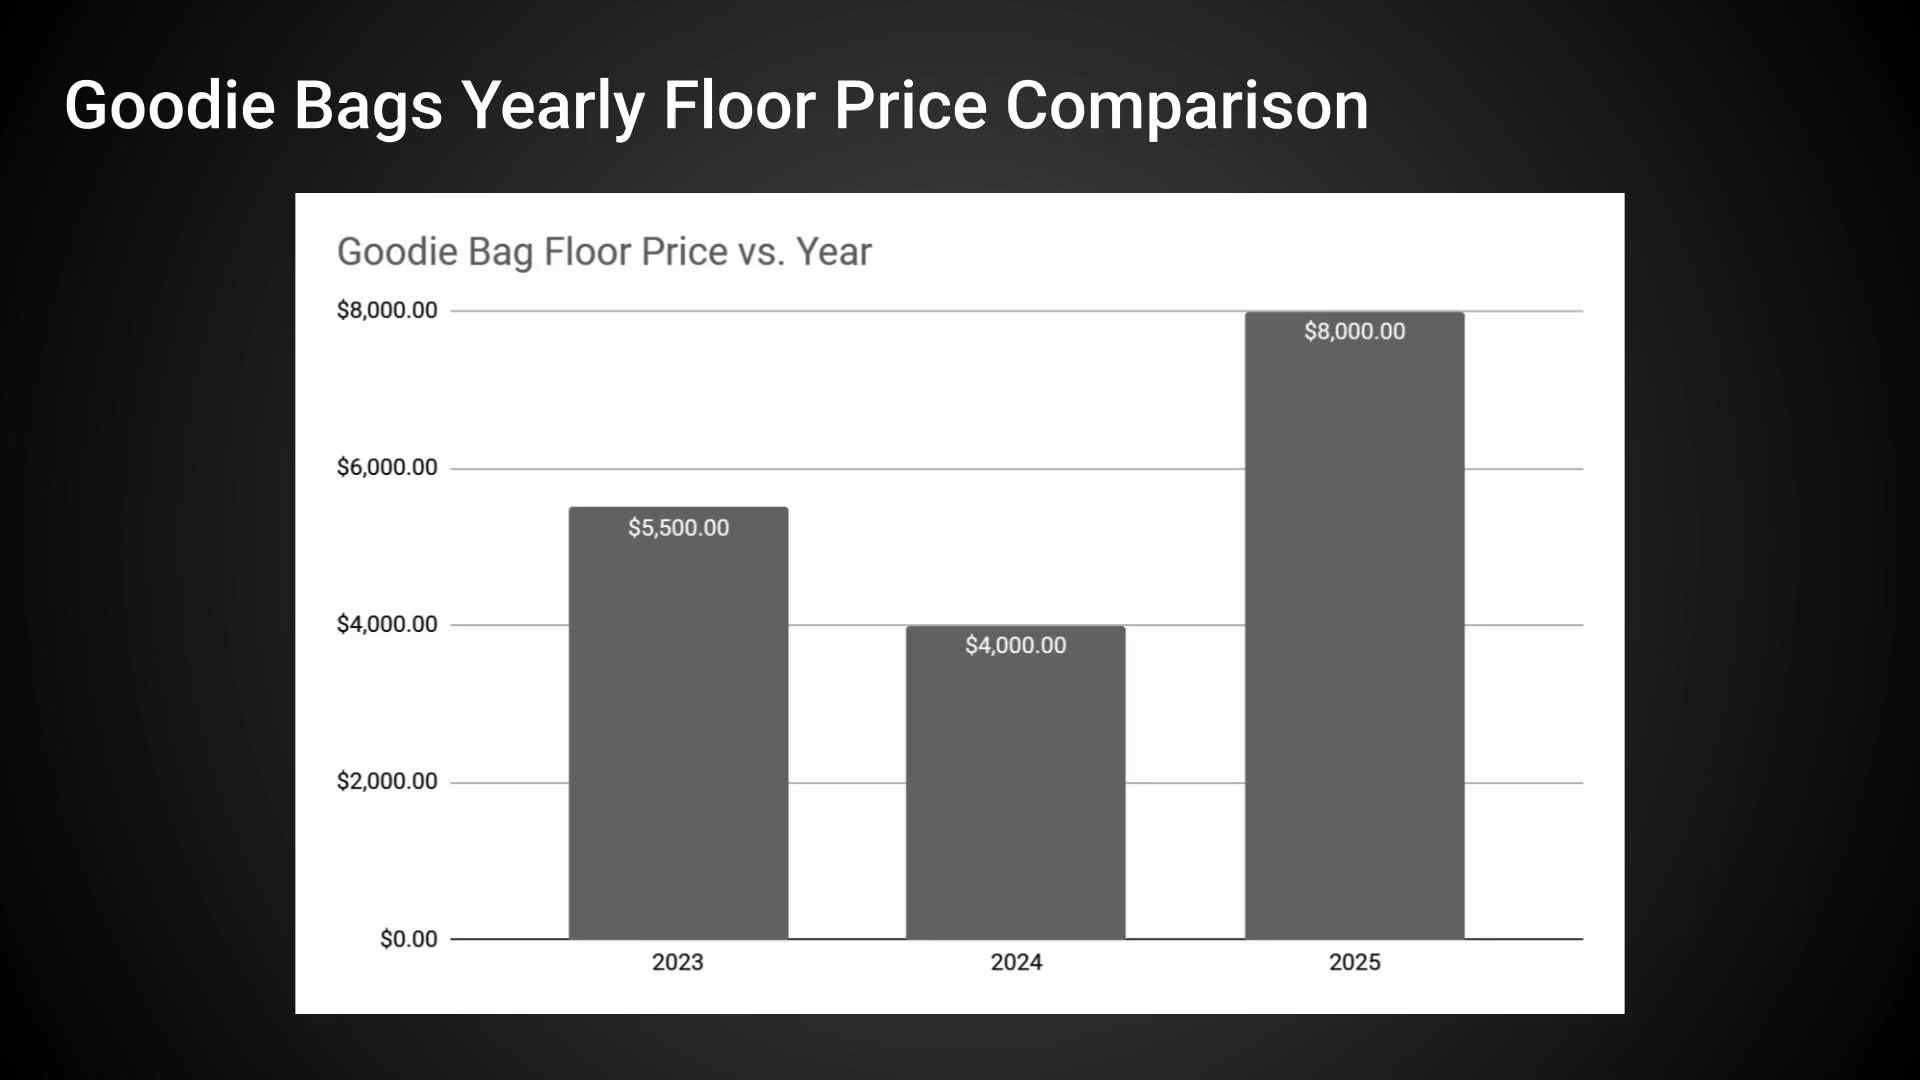 Goodie Bags Yearly Floor Price Comparison
Goodie Bag Floor Price vs. Year
$8,000.00
$8,000.00
$6,000.00
$5,500.00
$4,000.00
$4,000.00
$2,000.00
$0.00
2023 2024 2025